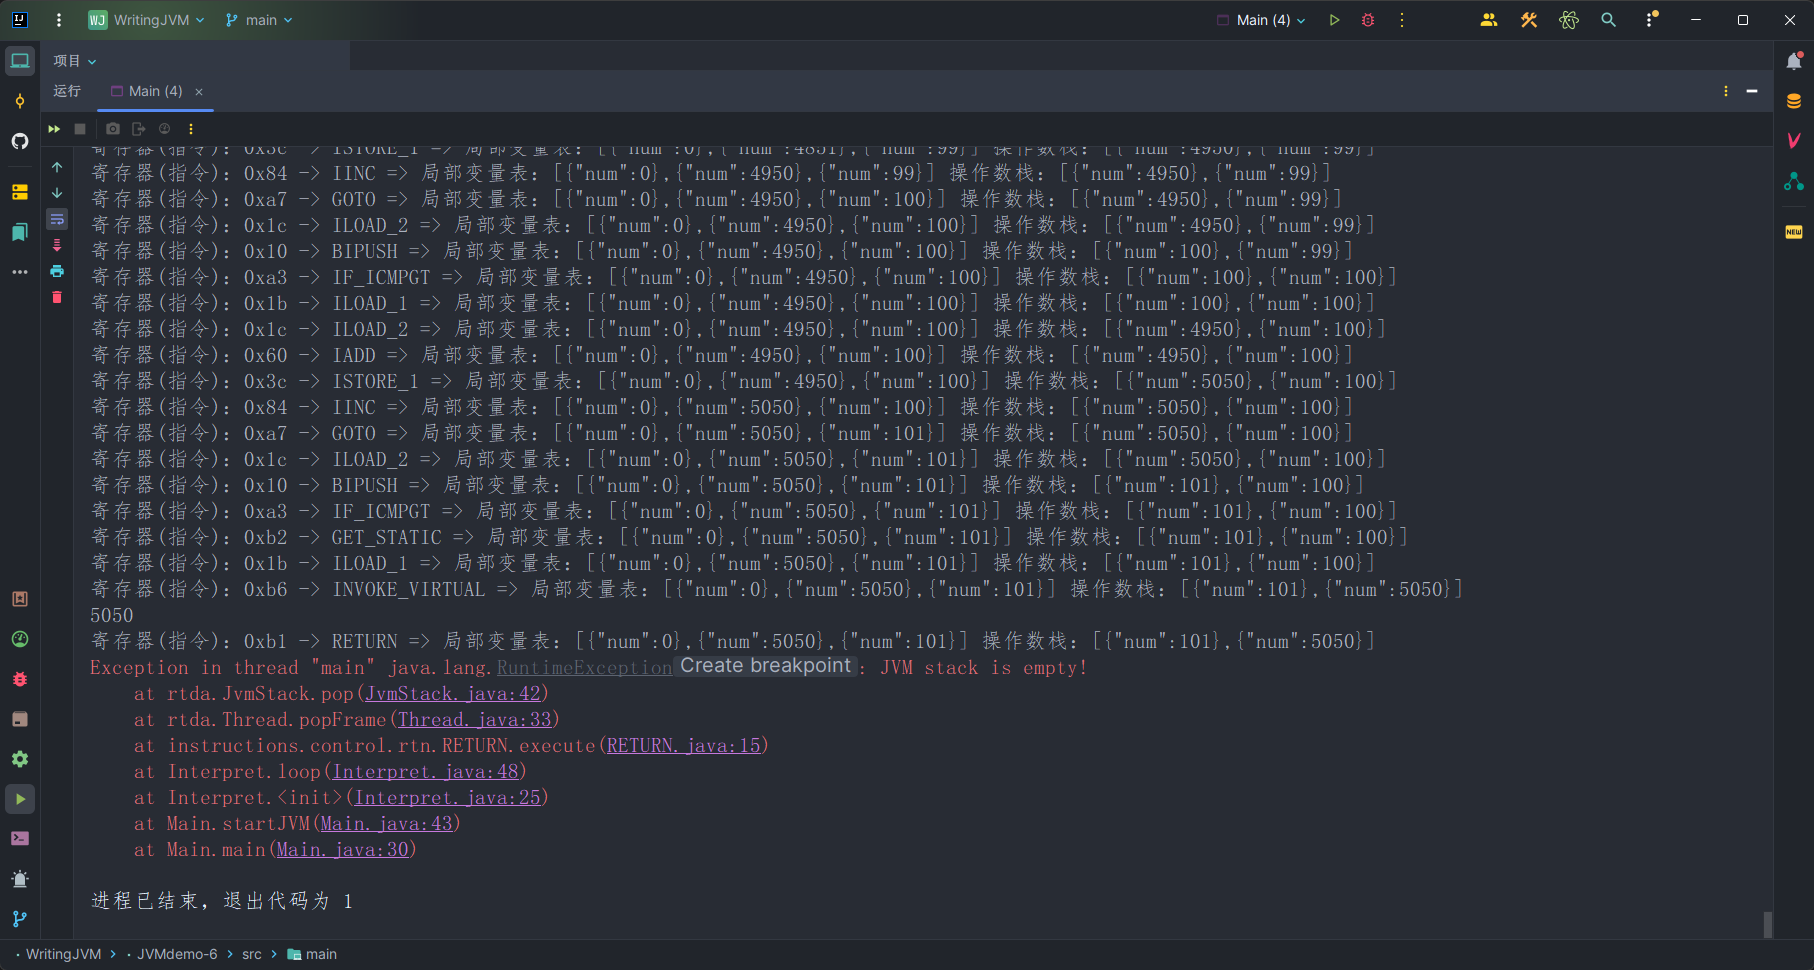 WJ WritingJVM main Main (4)
项目
运行 Main (4)
寄存器(指令): 0x3c -> ISTORE_1 => 局部变量表: [{"num":0},{"num":4851},{"num":99}] 操作数栈: [{"num":4950},{"num":99}]
寄存器(指令): 0x84 -> IINC => 局部变量表: [{"num":0},{"num":4950},{"num":99}] 操作数栈: [{"num":4950},{"num":99}]
寄存器(指令): 0xa7 -> GOTO => 局部变量表: [{"num":0},{"num":4950},{"num":100}] 操作数栈: [{"num":4950},{"num":99}]
寄存器(指令): 0x1c -> ILOAD_2 => 局部变量表: [{"num":0},{"num":4950},{"num":100}] 操作数栈: [{"num":4950},{"num":99}]
寄存器(指令): 0x10 -> BIPUSH => 局部变量表: [{"num":0},{"num":4950},{"num":100}] 操作数栈: [{"num":100},{"num":99}]
寄存器(指令): 0xa3 -> IF_ICMPGT => 局部变量表: [{"num":0},{"num":4950},{"num":100}] 操作数栈: [{"num":100},{"num":100}]
寄存器(指令): 0x1b -> ILOAD_1 => 局部变量表: [{"num":0},{"num":4950},{"num":100}] 操作数栈: [{"num":100},{"num":100}]
寄存器(指令): 0x1c -> ILOAD_2 => 局部变量表: [{"num":0},{"num":4950},{"num":100}] 操作数栈: [{"num":4950},{"num":100}]
寄存器(指令): 0x60 -> IADD => 局部变量表: [{"num":0},{"num":4950},{"num":100}] 操作数栈: [{"num":4950},{"num":100}]
寄存器(指令): 0x3c -> ISTORE_1 => 局部变量表: [{"num":0},{"num":4950},{"num":100}] 操作数栈: [{"num":5050},{"num":100}]
寄存器(指令): 0x84 -> IINC => 局部变量表: [{"num":0},{"num":5050},{"num":100}] 操作数栈: [{"num":5050},{"num":100}]
寄存器(指令): 0xa7 -> GOTO => 局部变量表: [{"num":0},{"num":5050},{"num":101}] 操作数栈: [{"num":5050},{"num":100}]
寄存器(指令): 0x1c -> ILOAD_2 => 局部变量表: [{"num":0},{"num":5050},{"num":101}] 操作数栈: [{"num":5050},{"num":100}]
寄存器(指令): 0x10 -> BIPUSH => 局部变量表: [{"num":0},{"num":5050},{"num":101}] 操作数栈: [{"num":101},{"num":100}]
寄存器(指令): 0xa3 -> IF_ICMPGT => 局部变量表: [{"num":0},{"num":5050},{"num":101}] 操作数栈: [{"num":101},{"num":100}]
寄存器(指令): 0xb2 -> GET_STATIC => 局部变量表: [{"num":0},{"num":5050},{"num":101}] 操作数栈: [{"num":101},{"num":100}]
寄存器(指令): 0x1b -> ILOAD_1 => 局部变量表: [{"num":0},{"num":5050},{"num":101}] 操作数栈: [{"num":101},{"num":100}]
寄存器(指令): 0xb6 -> INVOKE_VIRTUAL => 局部变量表: [{"num":0},{"num":5050},{"num":101}] 操作数栈: [{"num":101},{"num":5050}]
5050
寄存器(指令): 0xb1 -> RETURN => 局部变量表: [{"num":0},{"num":5050},{"num":101}] 操作数栈: [{"num":101},{"num":5050}]
Exception in thread "main" java.lang.RuntimeException Create breakpoint : JVM stack is empty!
at rtda.JvmStack.pop(JvmStack.java:42)
at rtda.Thread.popFrame(Thread.java:33)
at instructions.control.rtn.RETURN.execute(RETURN.java:15)
at Interpret.loop(Interpret.java:48)
at Interpret.<init>(Interpret.java:25)
at Main.startJVM(Main.java:43)
at Main.main(Main.java:30)
进程已结束，退出代码为 1
WritingJVM > JVMdemo-6 > src > main
NEW